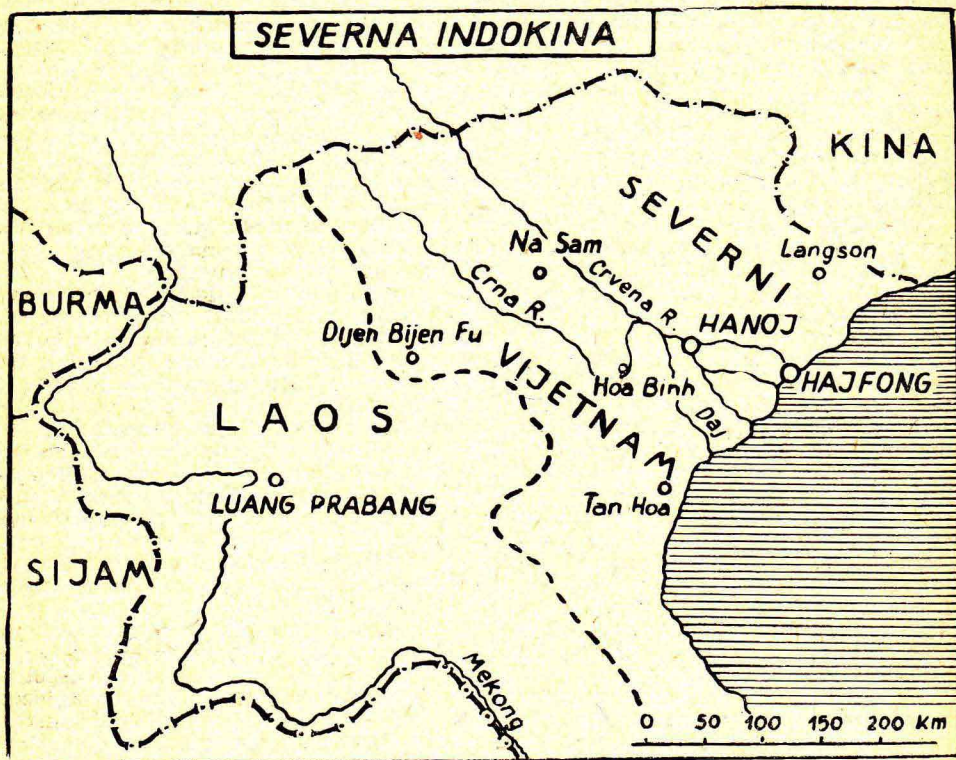 SEVERNA INDOKINA
KINA
SEVERNI
VIJETNAM
Langson
Na Sam
Crvena R.
Crna R.
BURMA
HANOJ
Dijen Bijen Fu
Hoa Binh
HAJFONG
Daj
LAOS
LUANG PRABANG
Tan Hoa
SIJAM
Mekong
0 50 100 150 200 Km